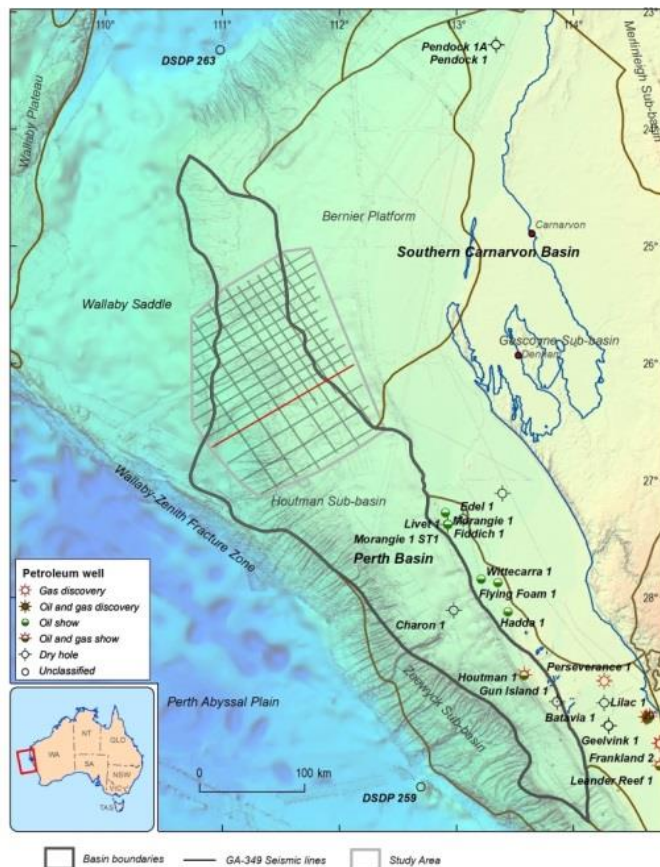 110°
111°
112°
113°
114°
23°
24°
25°
26°
27°
28°
DSDP 263
Pendock 1A
Pendock 1
Merlinleigh Sub-basin
Wallaby Plateau
Bernier Platform
Carnarvon
Southern Carnarvon Basin
Wallaby Saddle
Gascoyne Sub-basin
Denham
Wallaby-Zenith Fracture Zone
Houtman Sub-basin
Edel 1
Livet 1
Morangie 1
Fiddich 1
Morangie 1 ST1
Perth Basin
Wittecarra 1
Flying Foam 1
Hadda 1
Charon 1
Houtman 1
Perseverance 1
Gun Island 1
Lilac 1
Batavia 1
Geelvink 1
Frankland 2
Leander Reef 1
Zeewyck Sub-basin
Perth Abyssal Plain
DSDP 259
Petroleum well
Gas discovery
Oil and gas discovery
Oil show
Oil and gas show
Dry hole
Unclassified
WA
NT
QLD
SA
NSW
VIC
TAS
0
100 km
Basin boundaries
GA-349 Seismic lines
Study Area